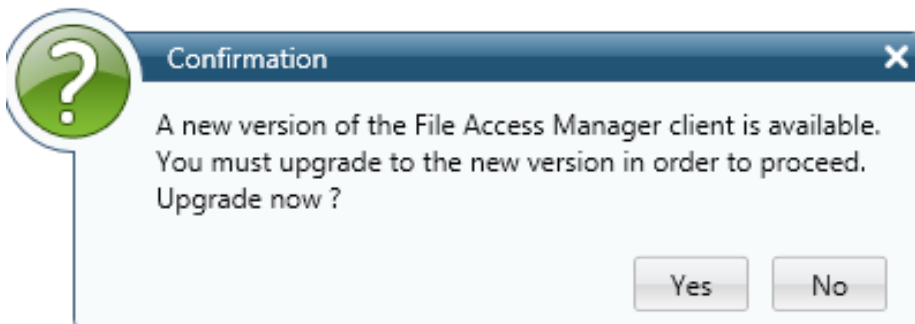 Confirmation
A new version of the File Access Manager client is available.
You must upgrade to the new version in order to proceed.
Upgrade now ?
Yes
No